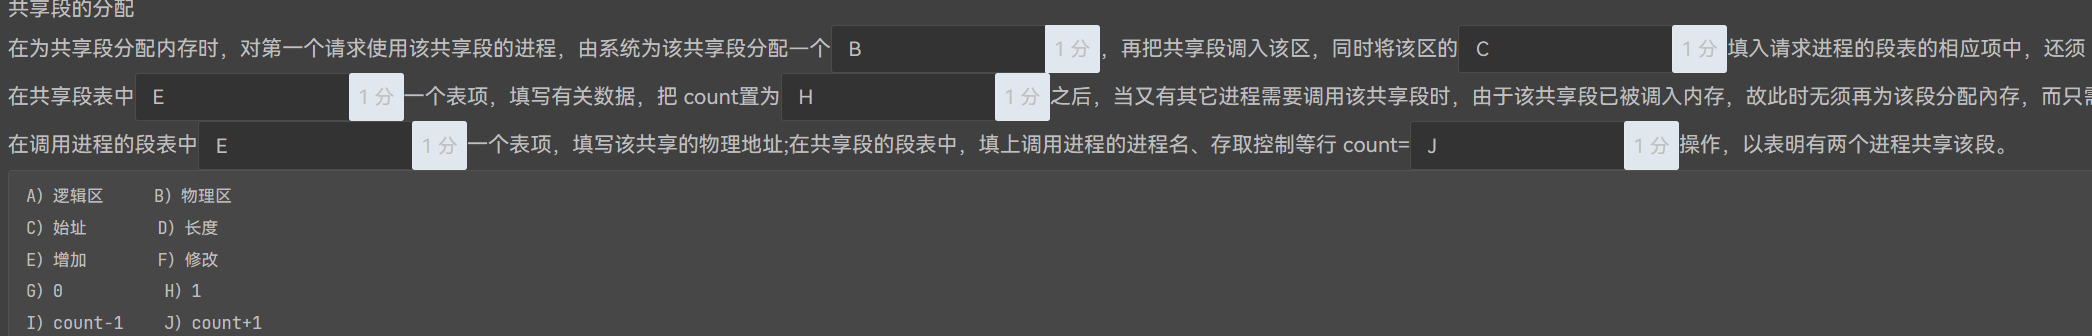 共享段的分配
在为共享段分配内存时，对第一个请求使用该共享段的进程，由系统为该共享段分配一个 B 1 分 ，再把共享段调入该区，同时将该区的 C 1 分 填入请求进程的段表的相应项中，还须
在共享段表中 E 1 分 一个表项，填写有关数据，把 count置为 H 1 分 之后，当又有其它进程需要调用该共享段时，由于该共享段已被调入内存，故此时无须再为该段分配内存，而只需
在调用进程的段表中 E 1 分 一个表项，填写该共享的物理地址;在共享段的段表中，填上调用进程的进程名、存取控制等行 count= J 1 分 操作，以表明有两个进程共享该段。
A) 逻辑区 B) 物理区
C) 始址 D) 长度
E) 增加 F) 修改
G) 0 H) 1
I) count-1 J) count+1